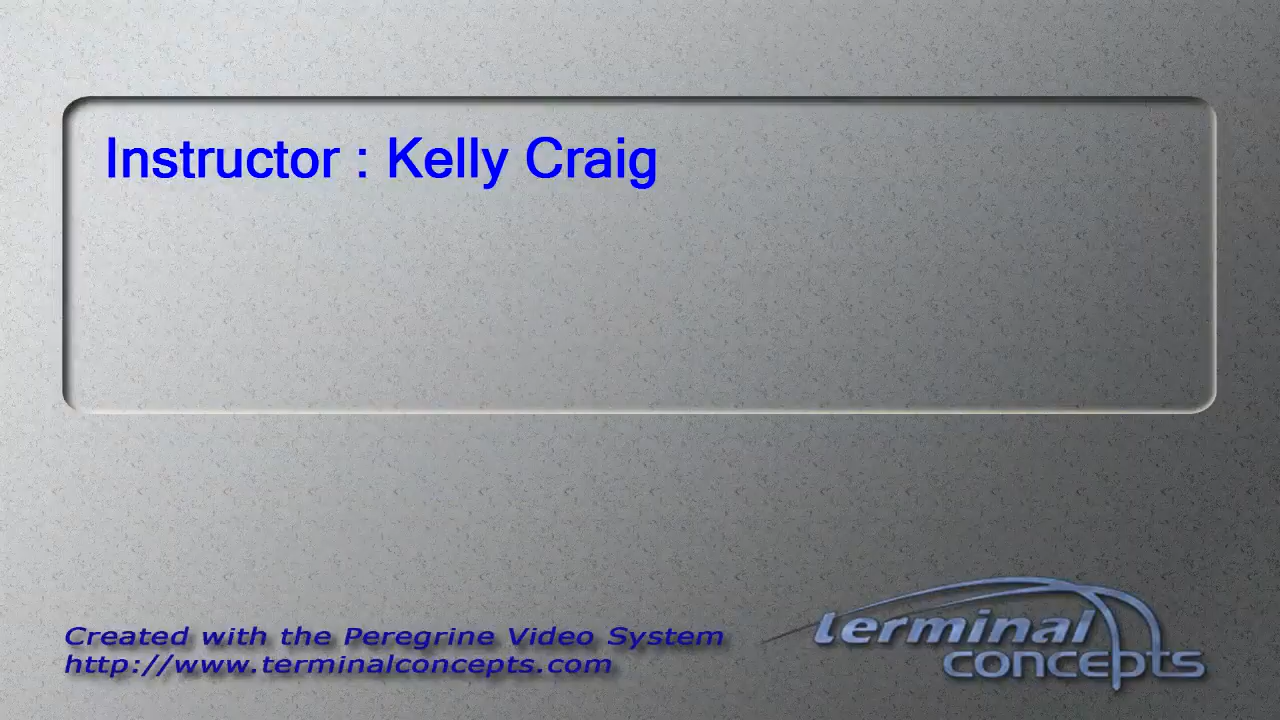 Instructor : Kelly Craig
Created with the Peregrine Video System
http://www.terminalconcepts.com
terminal
concepts